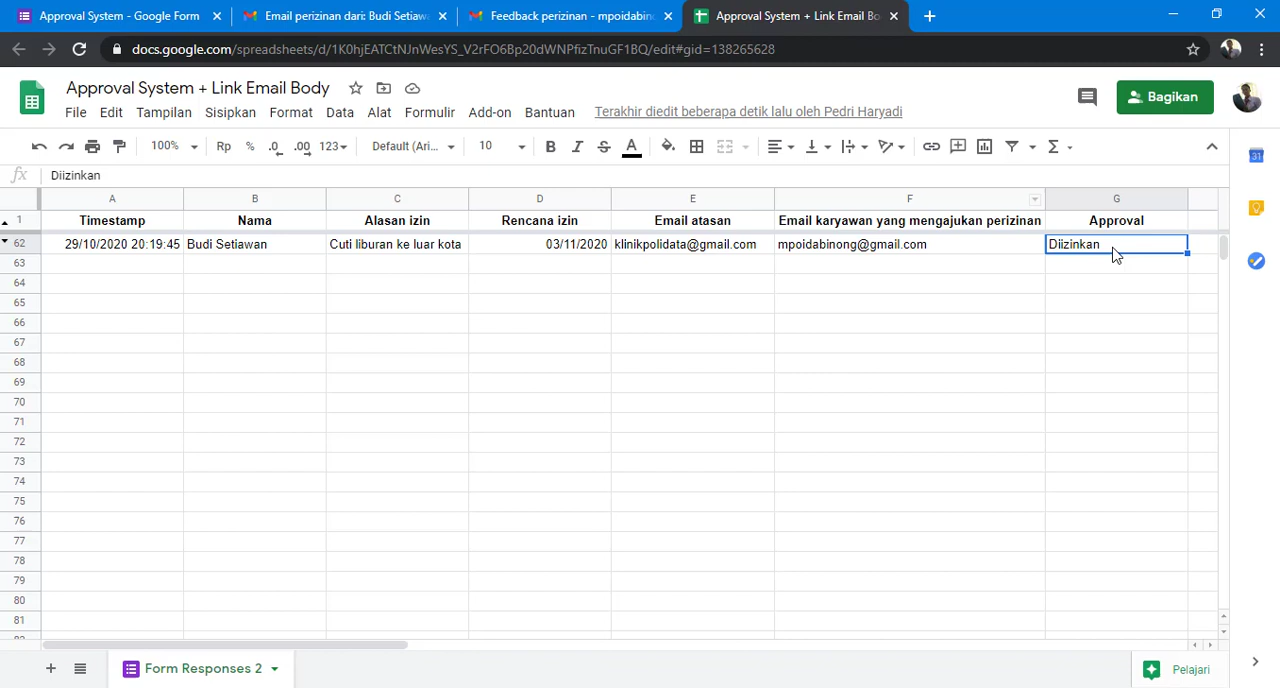 Approval System - Google Form
Email perizinan dari: Budi Setiaw
Feedback perizinan - mpoidabino
Approval System + Link Email Bo
docs.google.com/spreadsheets/d/1K0hjEATCtNJnWesYS_V2rFO6Bp20dWNPfizTnuGF1BQ/edit#gid=138265628
Approval System + Link Email Body
File Edit Tampilan Sisipkan Format Data Alat Formulir Add-on Bantuan Terakhir diedit beberapa detik lalu oleh Pedri Haryadi
Bagikan
100% Rp % .0 .00 123 Default (Ari... 10 B I S A Σ
31
fx Diizinkan
A B C D E F G
1 Timestamp Nama Alasan izin Rencana izin Email atasan Email karyawan yang mengajukan perizinan Approval
62 29/10/2020 20:19:45 Budi Setiawan Cuti liburan ke luar kota 03/11/2020 klinikpolidata@gmail.com mpoidabinong@gmail.com Diizinkan
63
64
65
66
67
68
69
70
71
72
73
74
75
76
77
78
79
80
81
Form Responses 2
Pelajari